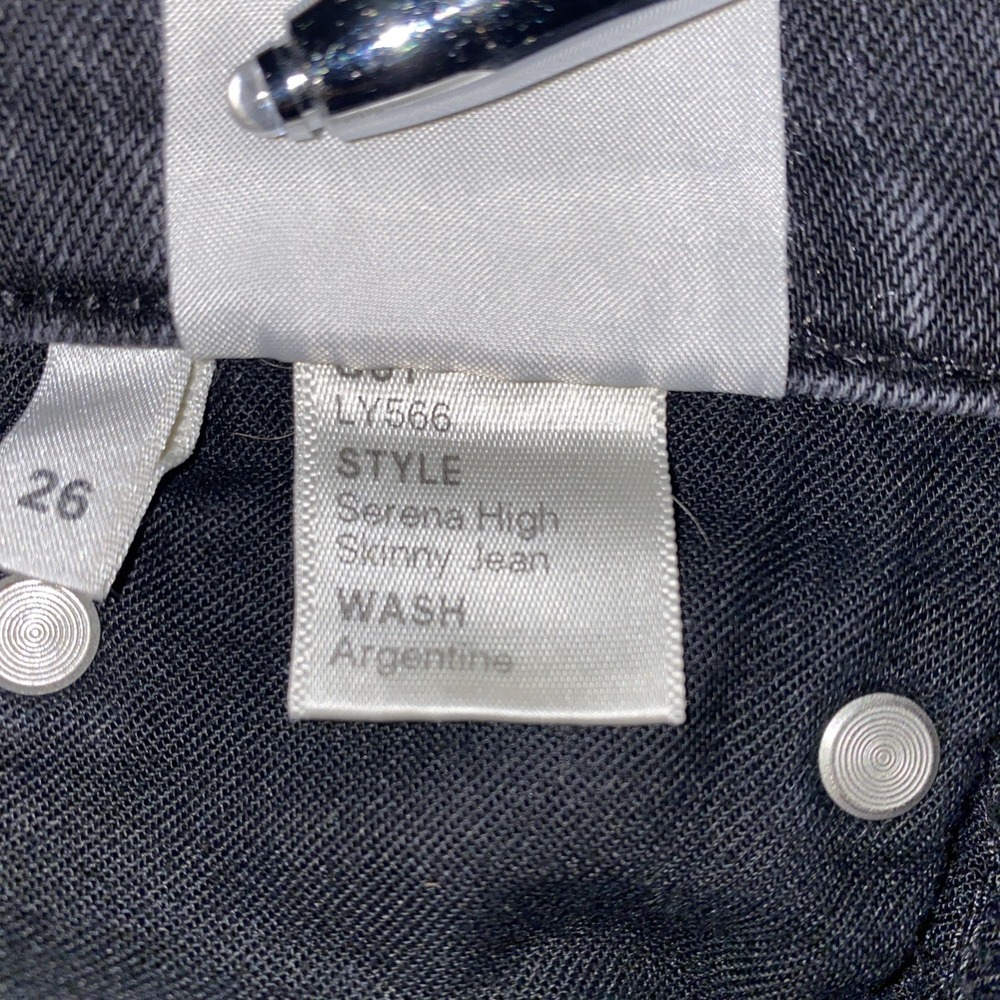 26
LY566
STYLE
Serena High
Skinny Jean
WASH
Argentine